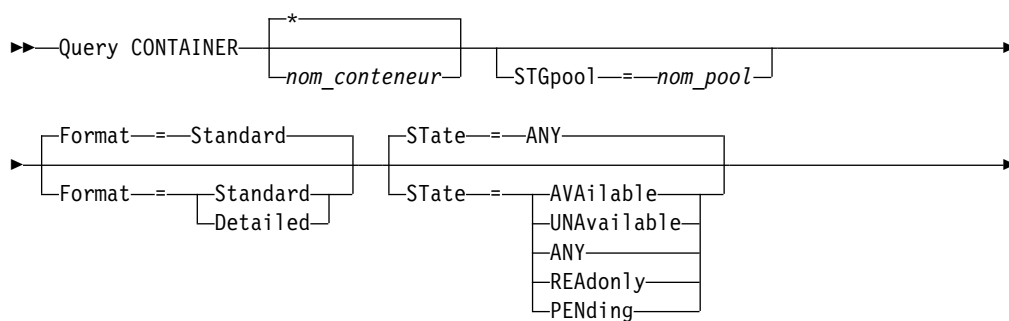 *
Query CONTAINER
nom_conteneur
STGpool = nom_pool
Format = Standard
STate = ANY
Format = Standard
STate = AVAilable
Detailed
UNAvailable
ANY
REAdonly
PENding